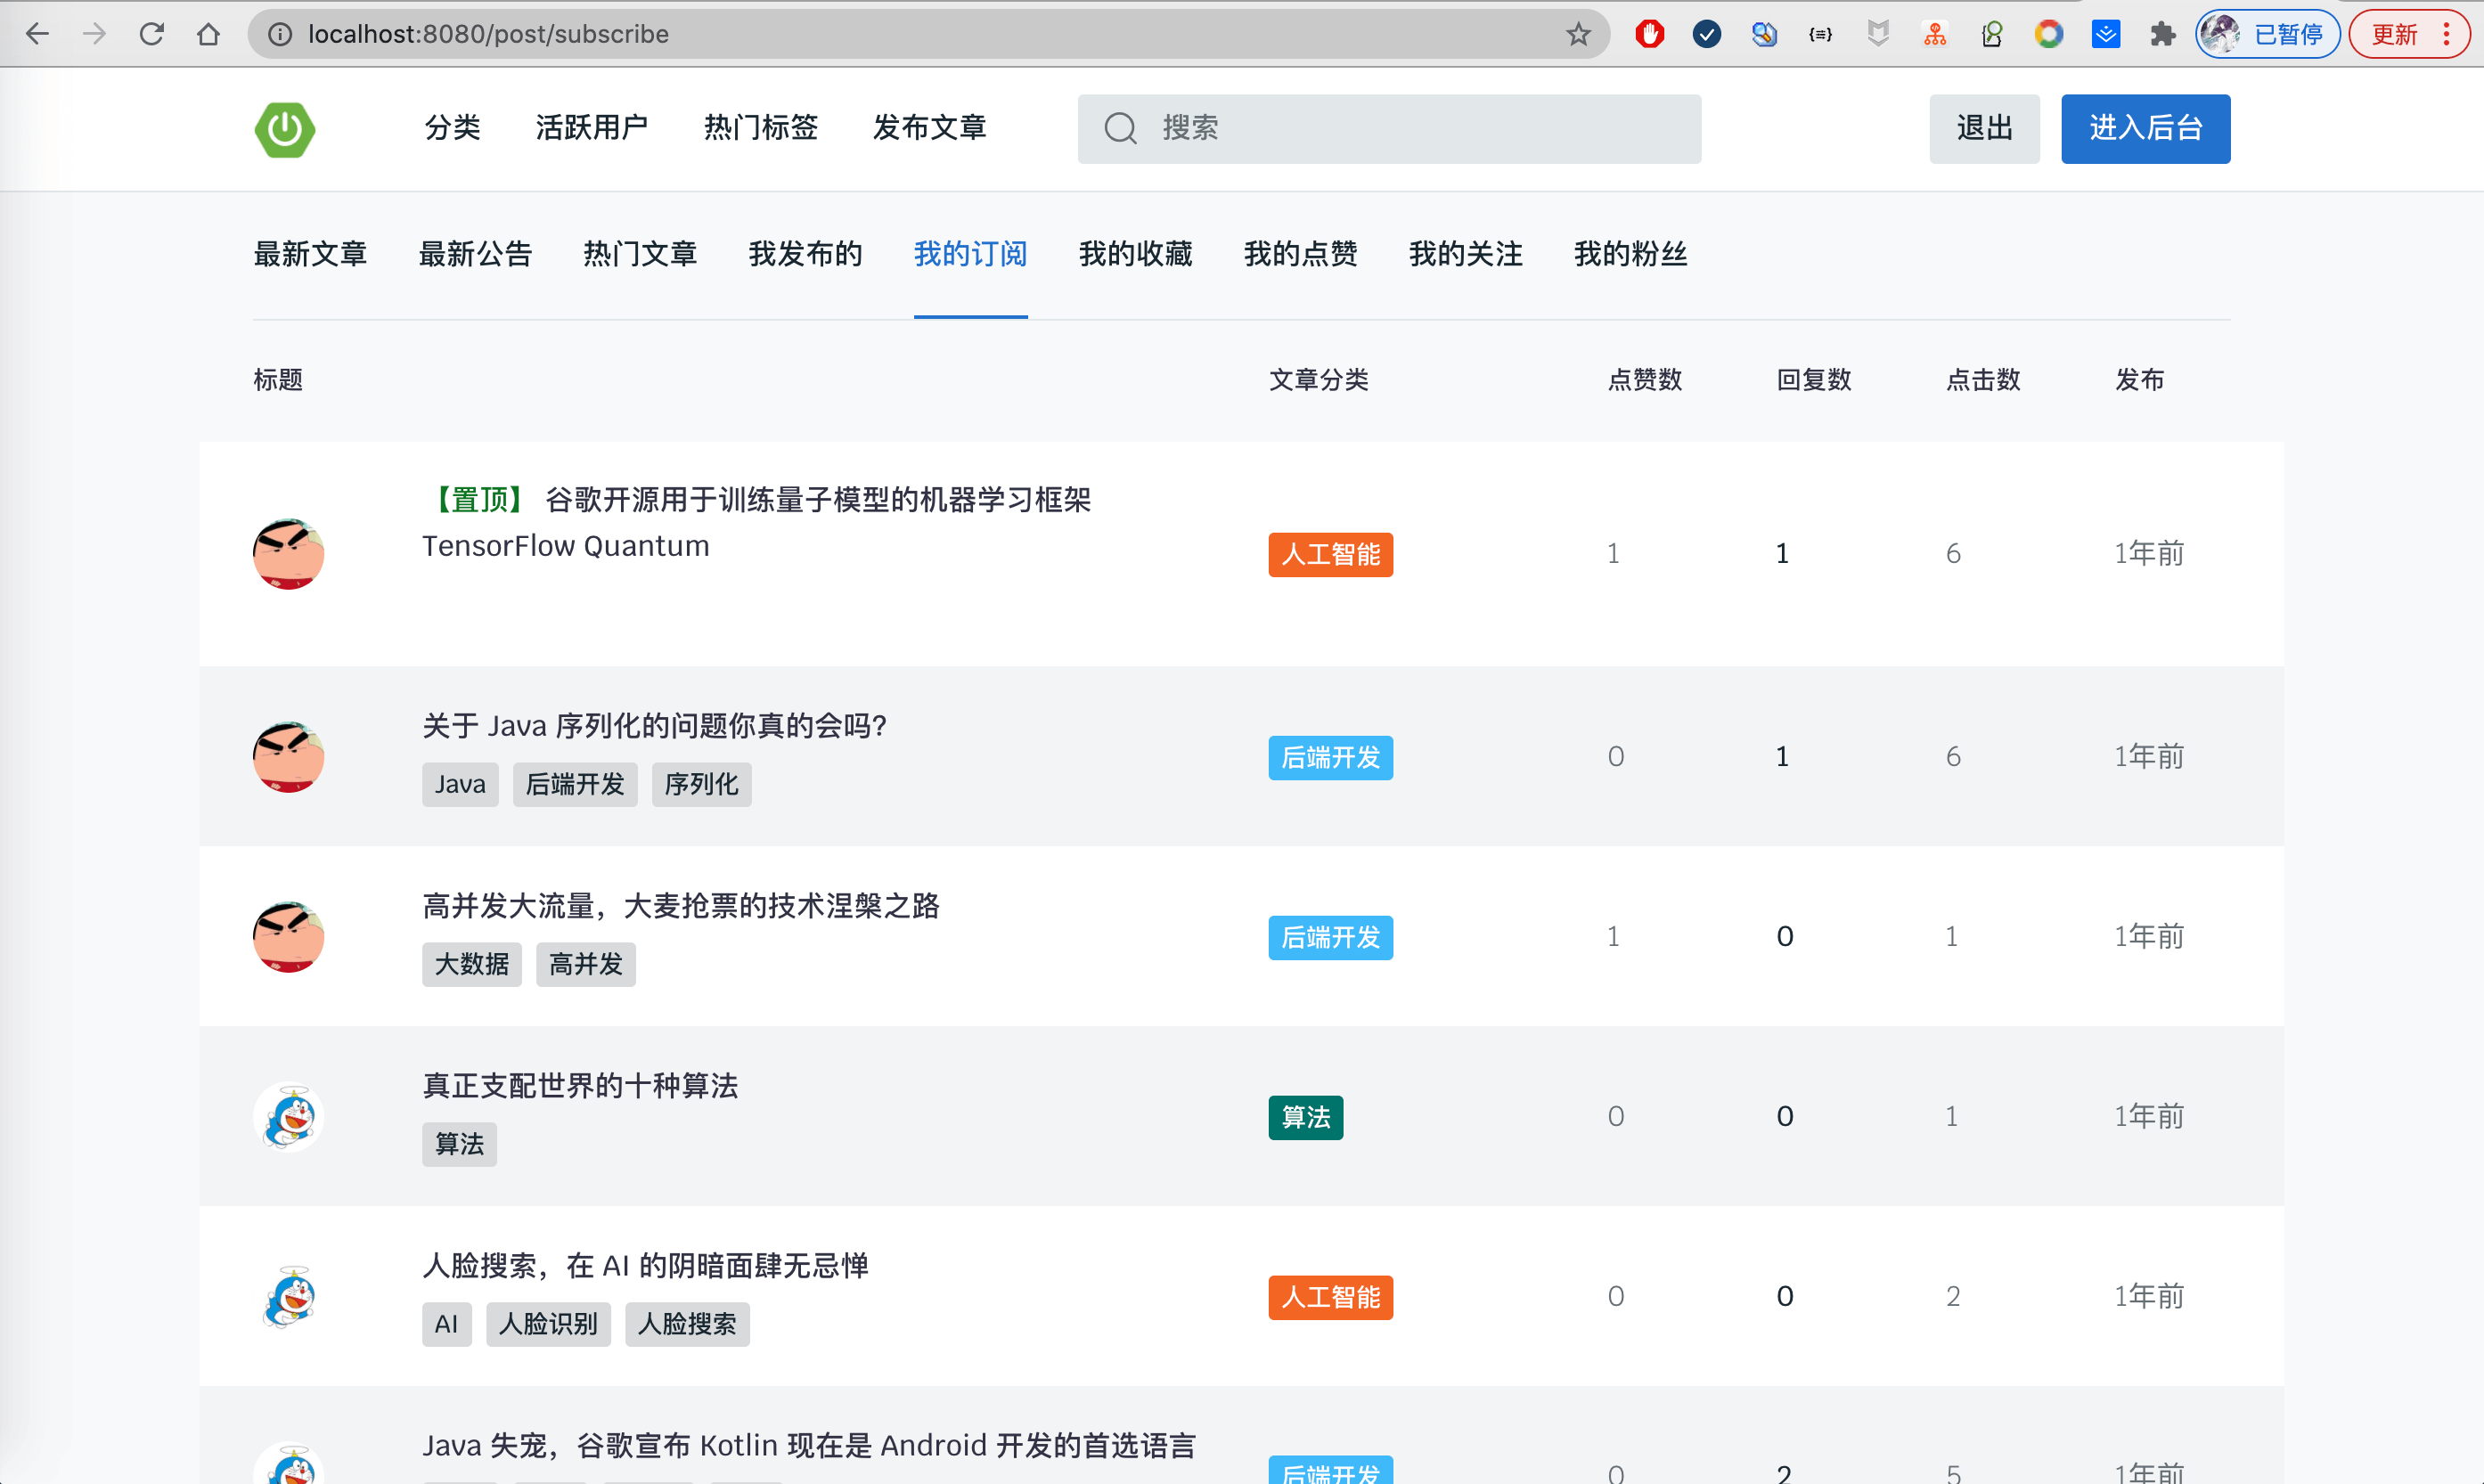 localhost:8080/post/subscribe 已暂停 更新
分类 活跃用户 热门标签 发布文章 搜索 退出 进入后台
最新文章 最新公告 热门文章 我发布的 我的订阅 我的收藏 我的点赞 我的关注 我的粉丝
标题 文章分类 点赞数 回复数 点击数 发布
【置顶】 谷歌开源用于训练量子模型的机器学习框架
TensorFlow Quantum
人工智能 1 1 6 1年前
关于 Java 序列化的问题你真的会吗?
Java 后端开发 序列化
后端开发 0 1 6 1年前
高并发大流量，大麦抢票的技术涅槃之路
大数据 高并发
后端开发 1 0 1 1年前
真正支配世界的十种算法
算法
算法 0 0 1 1年前
人脸搜索，在 AI 的阴暗面肆无忌惮
AI 人脸识别 人脸搜索
人工智能 0 0 2 1年前
Java 失宠，谷歌宣布 Kotlin 现在是 Android 开发的首选语言
后端开发 0 2 5 1年前